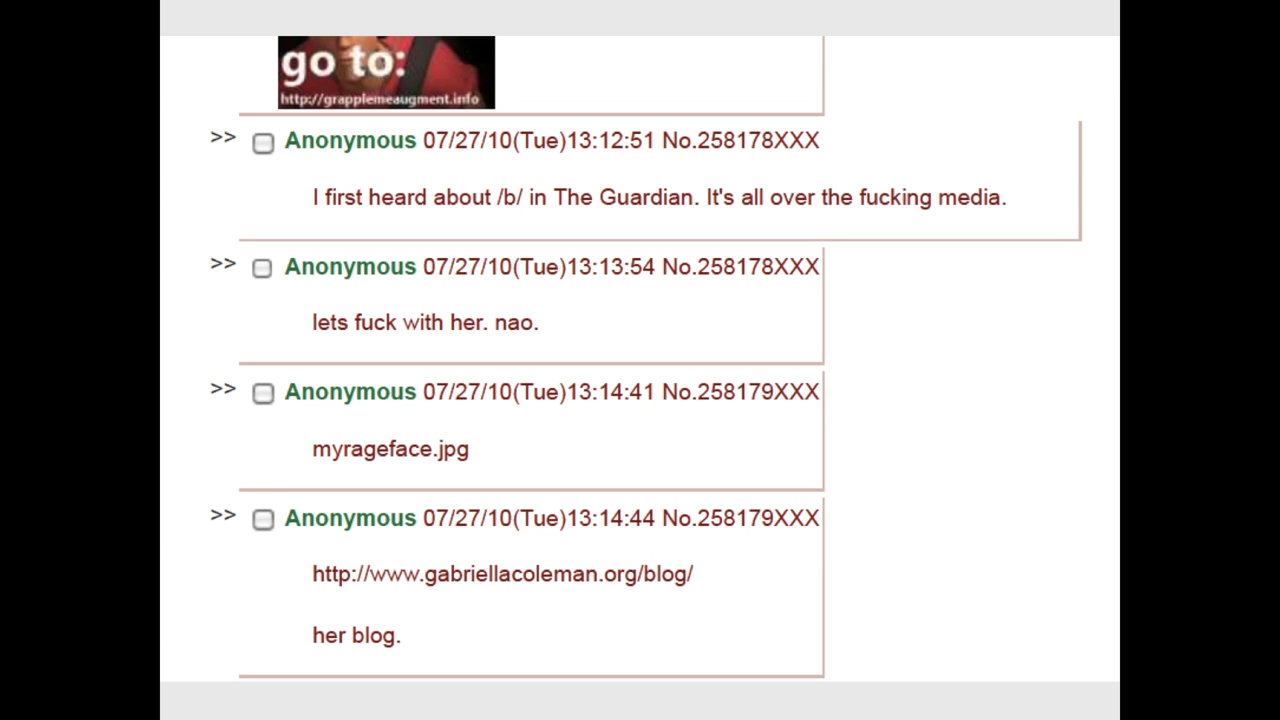 go to:
http://grapplemeaugment.info
>> Anonymous 07/27/10(Tue)13:12:51 No.258178XXX
I first heard about /b/ in The Guardian. It's all over the fucking media.
>> Anonymous 07/27/10(Tue)13:13:54 No.258178XXX
lets fuck with her. nao.
>> Anonymous 07/27/10(Tue)13:14:41 No.258179XXX
myrageface.jpg
>> Anonymous 07/27/10(Tue)13:14:44 No.258179XXX
http://www.gabriellacoleman.org/blog/
her blog.